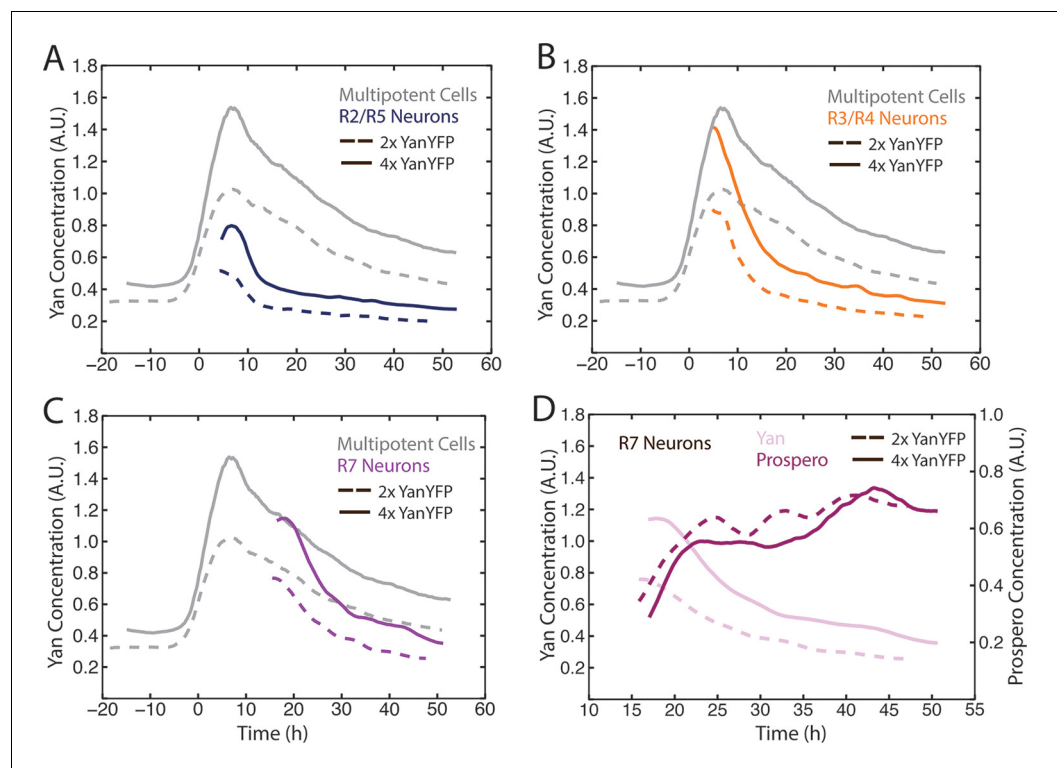 A
Yan Concentration (A.U.)
1.8
1.6
1.4
1.2
1.0
0.8
0.6
0.4
0.2
Multipotent Cells
R2/R5 Neurons
2x YanYFP
4x YanYFP
−20 −10 0 10 20 30 40 50 60
B
Yan Concentration (A.U.)
1.8
1.6
1.4
1.2
1.0
0.8
0.6
0.4
0.2
Multipotent Cells
R3/R4 Neurons
2x YanYFP
4x YanYFP
−20 −10 0 10 20 30 40 50 60
C
Yan Concentration (A.U.)
1.8
1.6
1.4
1.2
1.0
0.8
0.6
0.4
0.2
Multipotent Cells
R7 Neurons
2x YanYFP
4x YanYFP
−20 −10 0 10 20 30 40 50 60
Time (h)
D
Yan Concentration (A.U.)
1.8
1.6
1.4
1.2
1.0
0.8
0.6
0.4
0.2
R7 Neurons
Yan
Prospero
2x YanYFP
4x YanYFP
1.0
0.8
0.6
0.4
0.2
0.0
Prospero Concentration (A.U.)
10 15 20 25 30 35 40 45 50 55
Time (h)